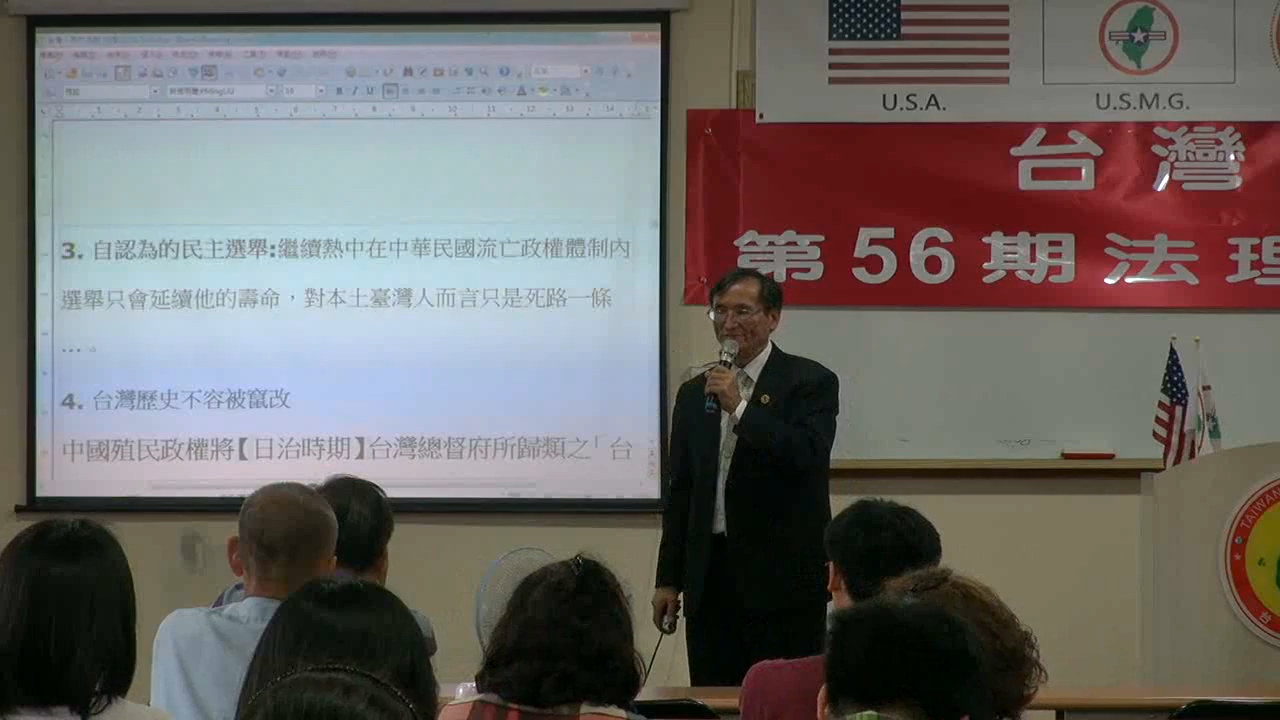 3. 自認為的民主選舉:繼續熱中在中華民國流亡政權體制內
選舉只會延續他的壽命，對本土臺灣人而言只是死路一條
... 。
4. 台灣歷史不容被竄改
中國殖民政權將【日治時期】台灣總督府所歸類之「台
U.S.A.
U.S.M.G.
台灣
第56期法理
TAIWAN